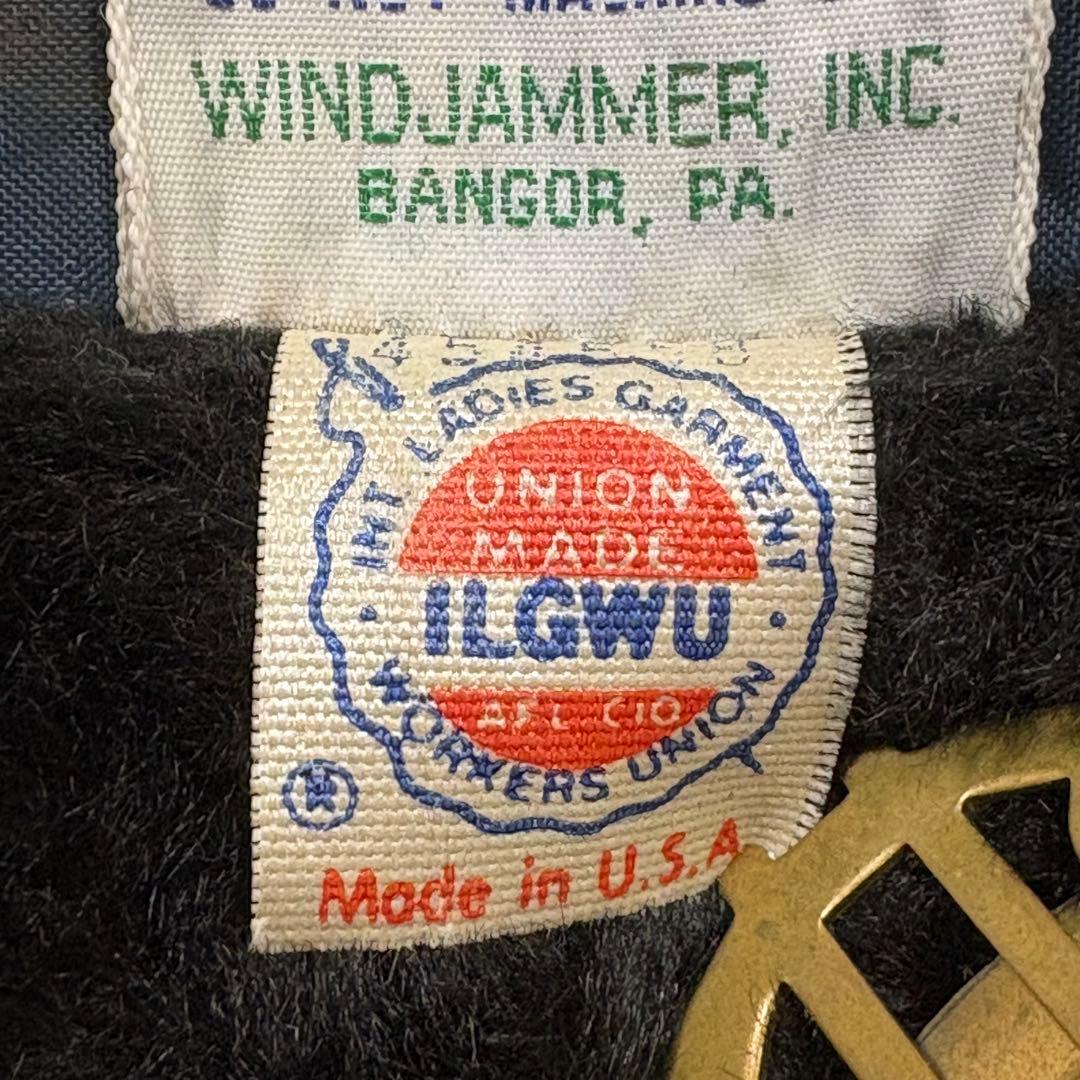 WINDJAMMER, INC.
BANGOR, PA.
INT LADIES GARMENT
UNION
MADE
ILGWU
AFL CIO
WORKERS UNION
®
Made in U.S.A.